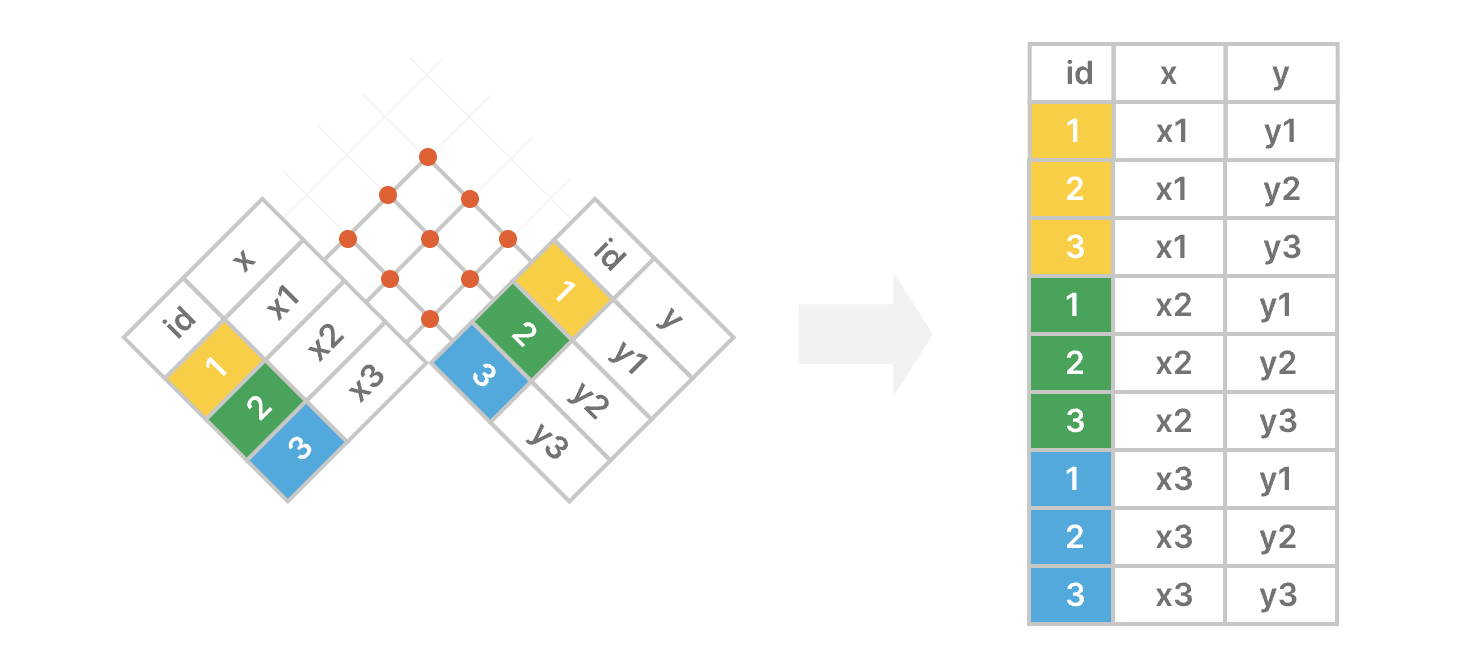 id x
1 x1
2 x2
3 x3
id y
1 y1
2 y2
3 y3
id x y
1 x1 y1
2 x1 y2
3 x1 y3
1 x2 y1
2 x2 y2
3 x2 y3
1 x3 y1
2 x3 y2
3 x3 y3